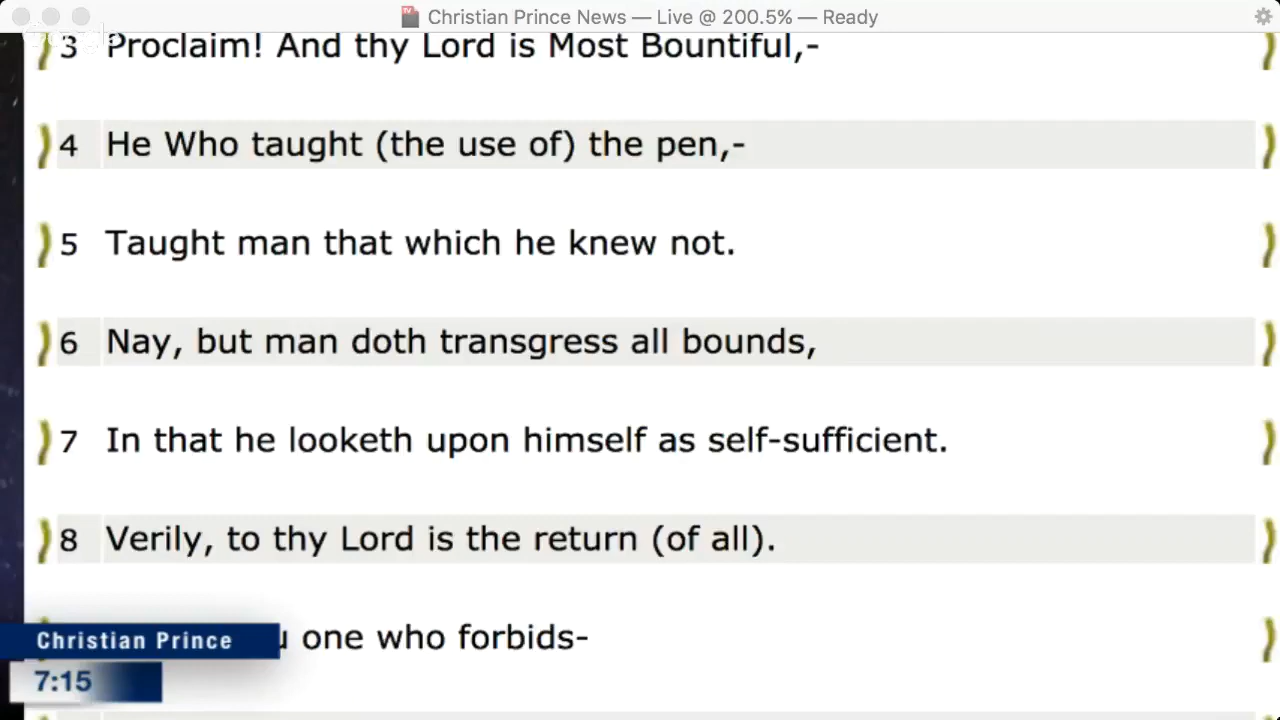 Christian Prince News — Live @ 200.5% — Ready
Google
3 Proclaim! And thy Lord is Most Bountiful,-
4 He Who taught (the use of) the pen,-
5 Taught man that which he knew not.
6 Nay, but man doth transgress all bounds,
7 In that he looketh upon himself as self-sufficient.
8 Verily, to thy Lord is the return (of all).
one who forbids-
Christian Prince
7:15